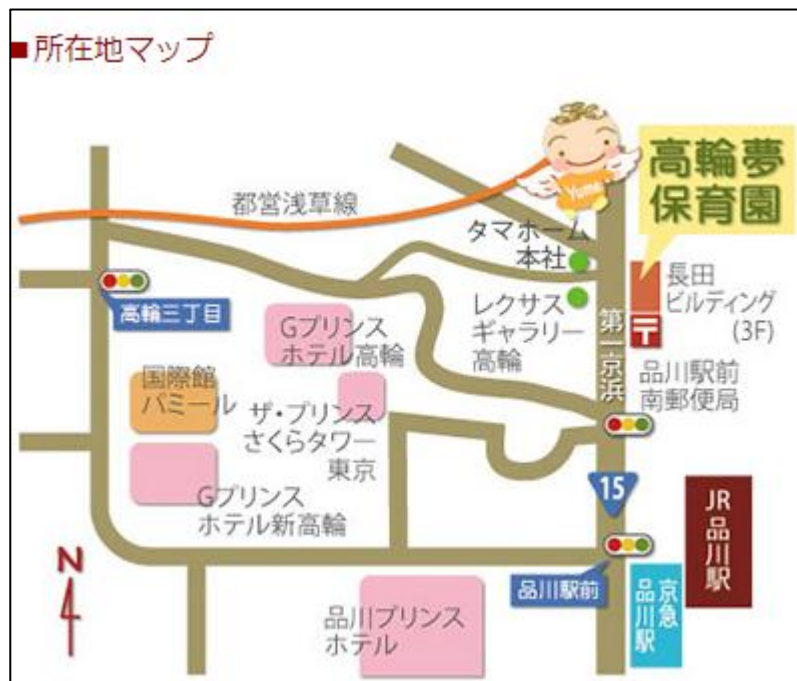 ■所在地マップ
高輪夢
保育園
Yume
都営浅草線
タマホーム
本社
長田
ビルディング
(3F)
高輪三丁目
Gプリンス
ホテル高輪
レクサス
ギャラリー
高輪
第一京浜
〒
品川駅前
南郵便局
国際館
パミール
ザ・プリンス
さくらタワー
東京
Gプリンス
ホテル新高輪
15
JR品川駅
N
品川駅前
京急
品川駅
品川プリンス
ホテル